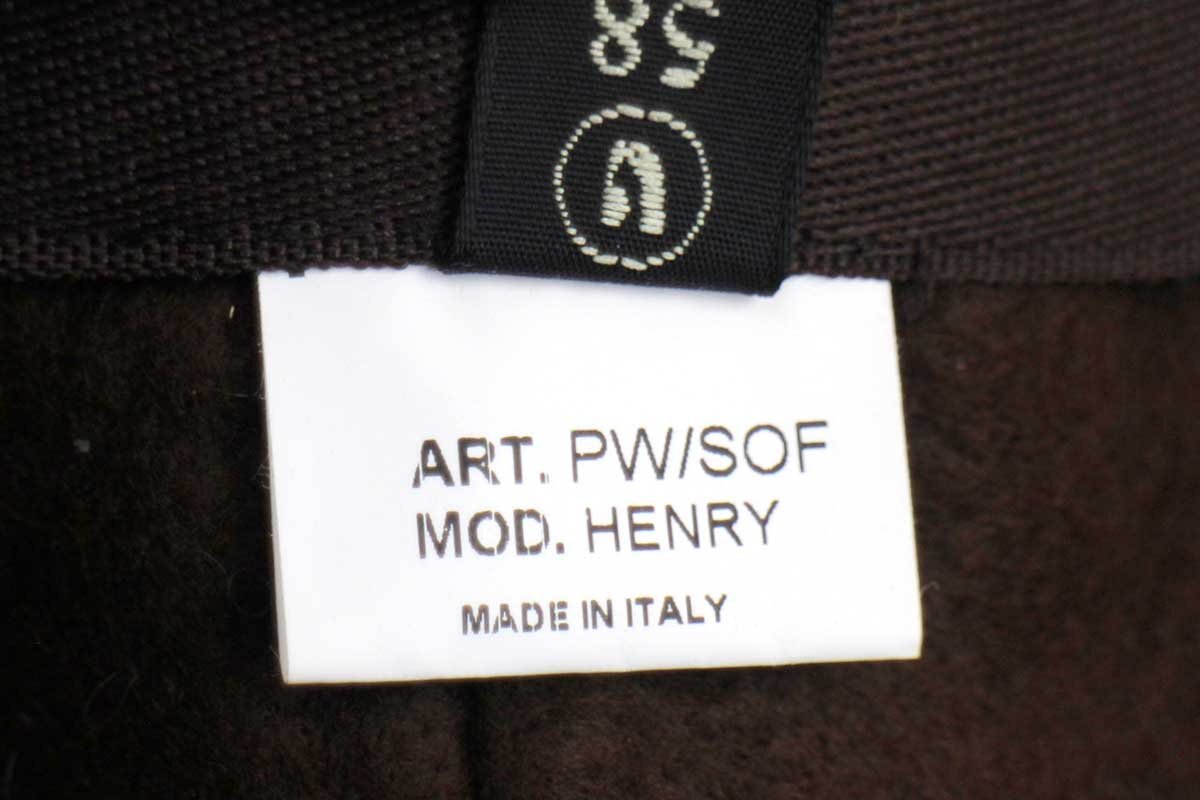 58
ART. PW/SOF
MOD. HENRY
MADE IN ITALY